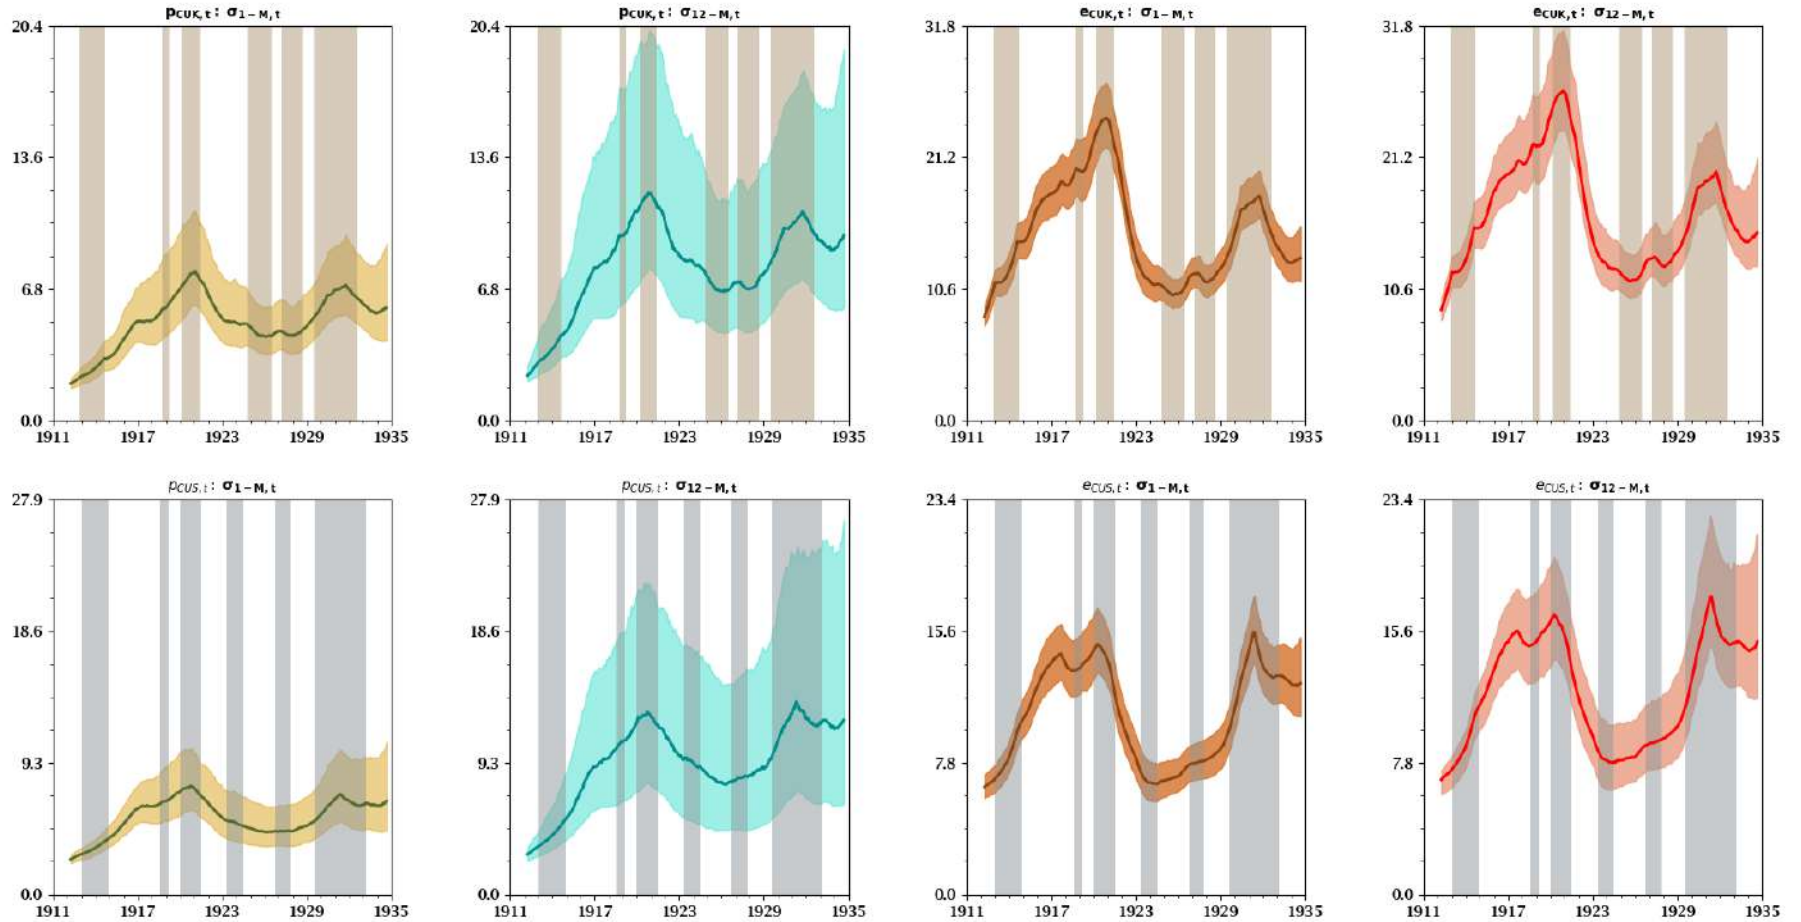 p_CUK,t : σ_1−M,t
p_CUK,t : σ_12−M,t
e_CUK,t : σ_1−M,t
e_CUK,t : σ_12−M,t
20.4
13.6
6.8
0.0
1911 1917 1923 1929 1935
20.4
13.6
6.8
0.0
1911 1917 1923 1929 1935
31.8
21.2
10.6
0.0
1911 1917 1923 1929 1935
31.8
21.2
10.6
0.0
1911 1917 1923 1929 1935
p_CUS,t : σ_1−M,t
p_CUS,t : σ_12−M,t
e_CUS,t : σ_1−M,t
e_CUS,t : σ_12−M,t
27.9
18.6
9.3
0.0
1911 1917 1923 1929 1935
27.9
18.6
9.3
0.0
1911 1917 1923 1929 1935
23.4
15.6
7.8
0.0
1911 1917 1923 1929 1935
23.4
15.6
7.8
0.0
1911 1917 1923 1929 1935